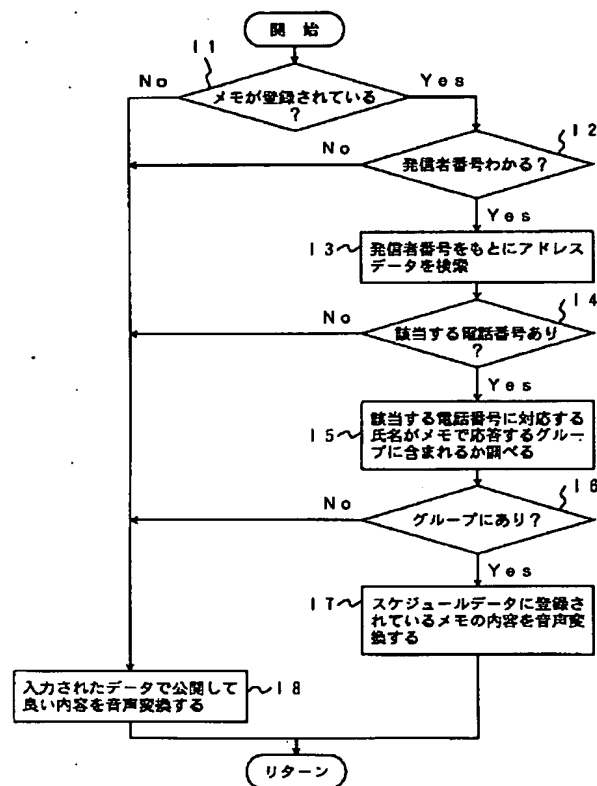 開 始
11
No
メモが登録されている
?
Yes
12
No
発信者番号わかる?
Yes
13
発信者番号をもとにアドレス
データを検索
14
No
該当する電話番号あり
?
Yes
15
該当する電話番号に対応する
氏名がメモで応答するグルー
プに含まれるか調べる
16
No
グループにあり?
Yes
17
スケジュールデータに登録さ
れているメモの内容を音声変
換する
入力されたデータで公開して
良い内容を音声変換する
18
リターン